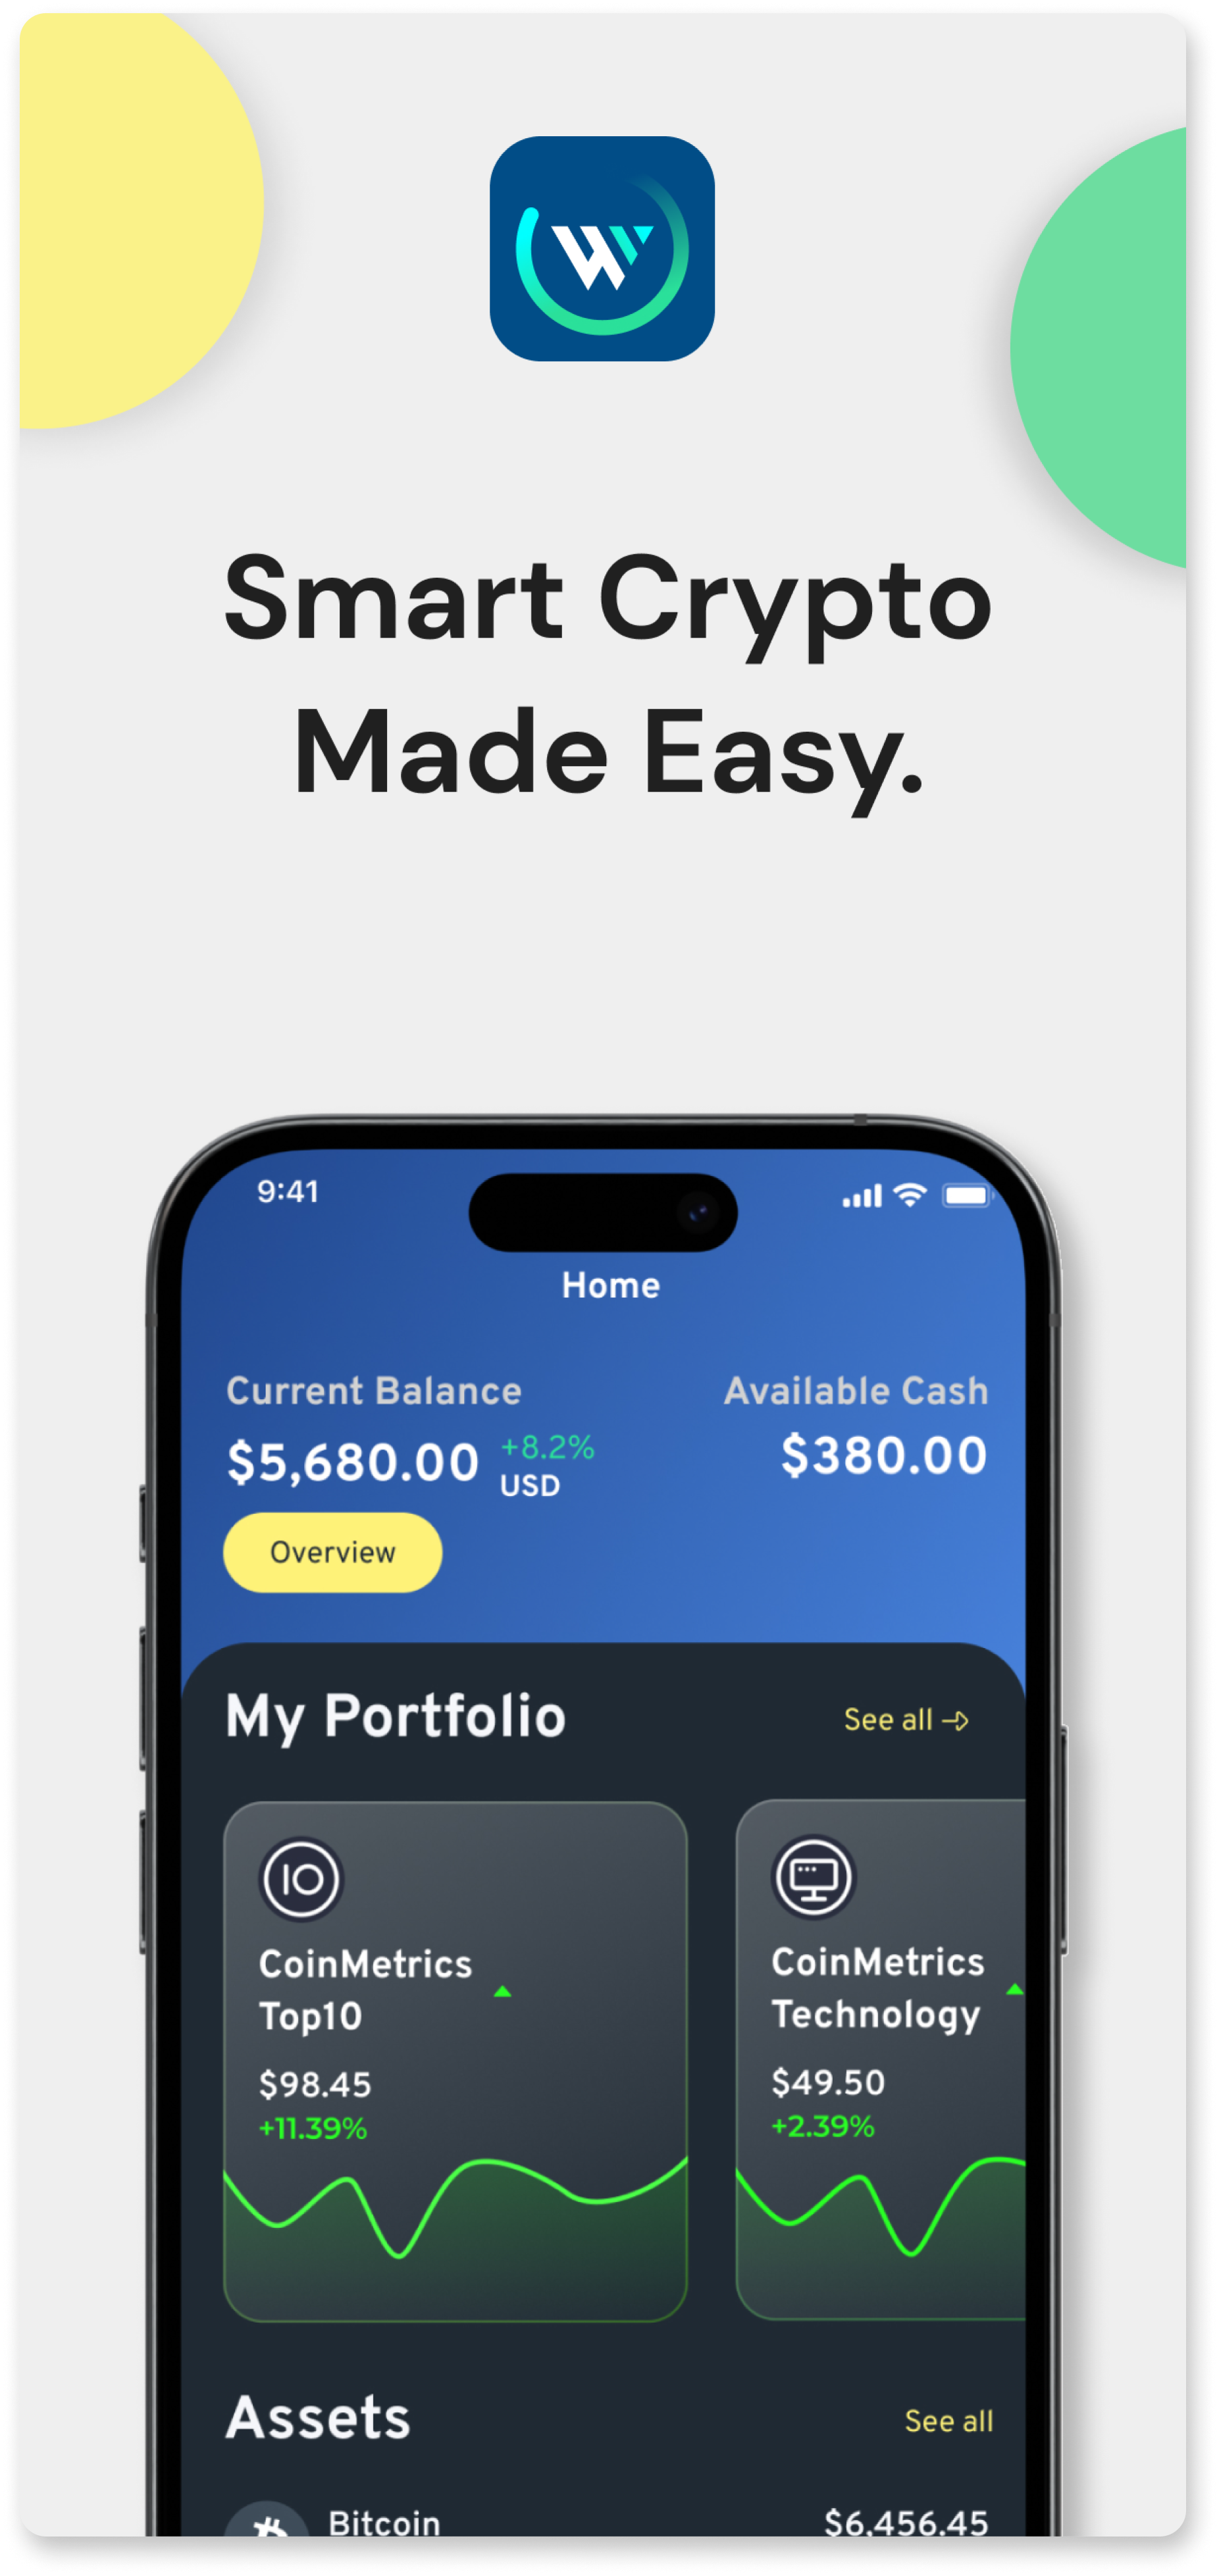 W
Smart Crypto
Made Easy.
9:41
Home
Current Balance
Available Cash
$5,680.00 +8.2% USD
$380.00
Overview
My Portfolio
See all
10
CoinMetrics
Top10
$98.45
+11.39%
CoinMetrics
Technology
$49.50
+2.39%
Assets
See all
Bitcoin
$6,456.45